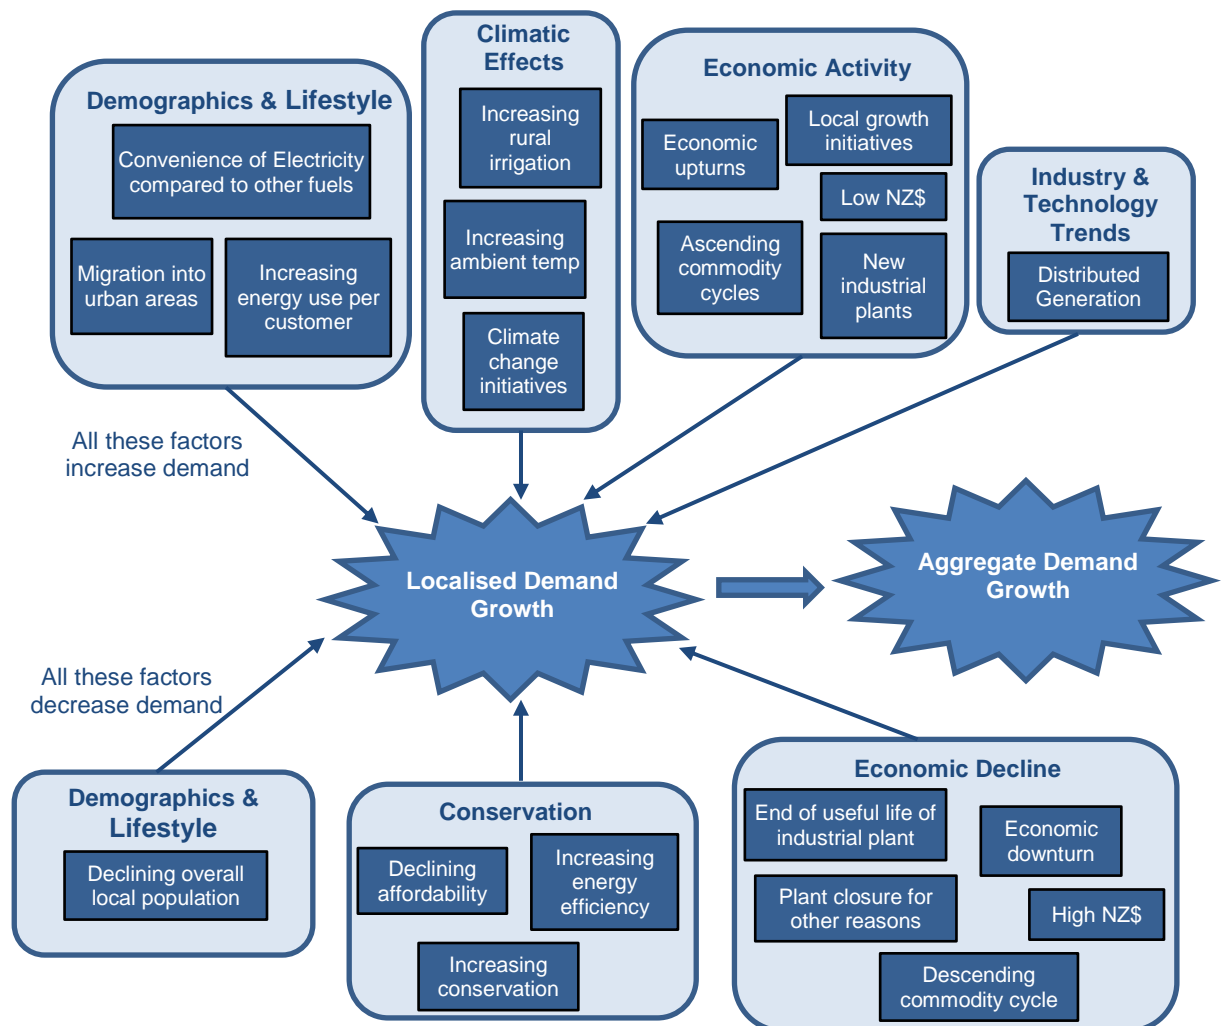 Demographics & Lifestyle
Convenience of Electricity
compared to other fuels
Migration into
urban areas
Increasing
energy use per
customer
Climatic
Effects
Increasing
rural
irrigation
Increasing
ambient temp
Climate
change
initiatives
Economic Activity
Economic
upturns
Local growth
initiatives
Low NZ$
Ascending
commodity
cycles
New
industrial
plants
Industry &
Technology
Trends
Distributed
Generation
All these factors
increase demand
Localised Demand
Growth
Aggregate Demand
Growth
All these factors
decrease demand
Demographics &
Lifestyle
Declining overall
local population
Conservation
Declining
affordability
Increasing
energy
efficiency
Increasing
conservation
Economic Decline
End of useful life of
industrial plant
Economic
downturn
Plant closure for
other reasons
High NZ$
Descending
commodity cycle